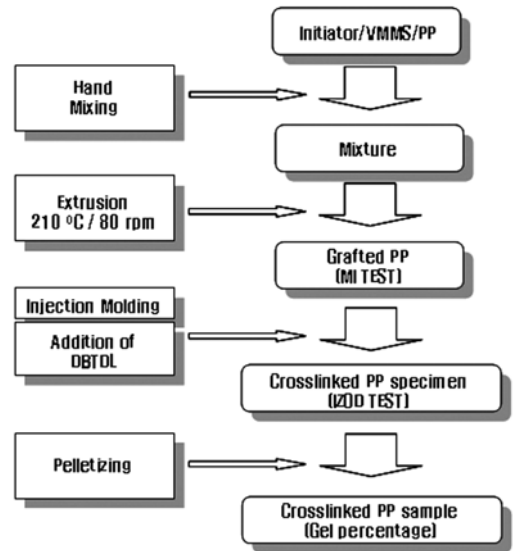 Initiator/VMMS/PP
Hand
Mixing
Mixture
Extrusion
210 ºC / 80 rpm
Grafted PP
(MI TEST)
Injection Molding
Addition of
DBTDL
Crosslinked PP specimen
(IZOD TEST)
Pelletizing
Crosslinked PP sample
(Gel percentage)